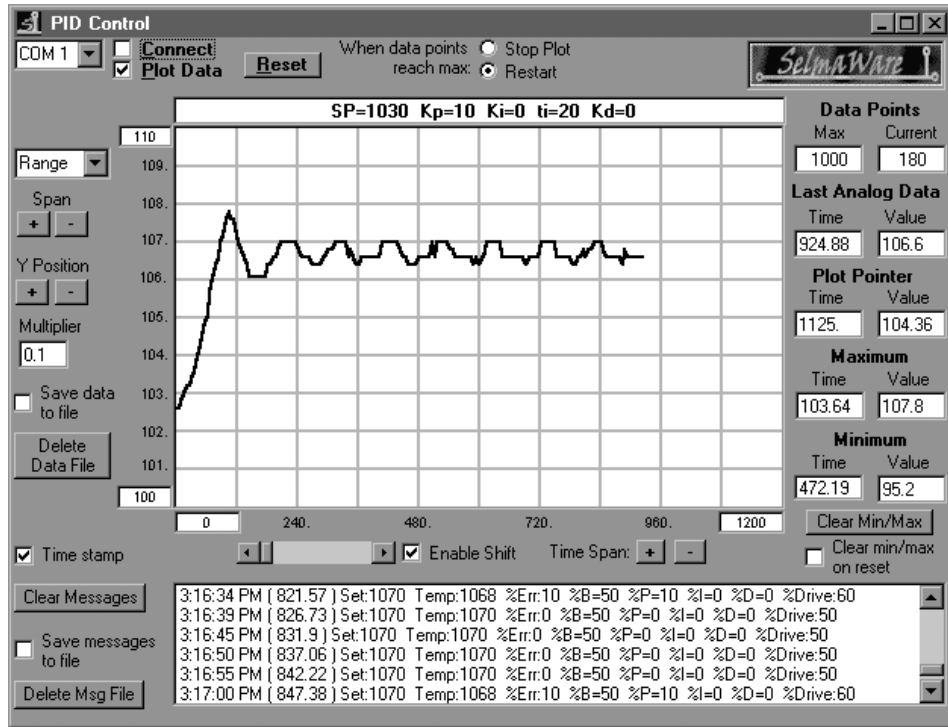 PID Control
COM 1
Connect
Plot Data
Reset
When data points reach max:
Stop Plot
Restart
SelmaWare
SP=1030 Kp=10 Ki=0 ti=20 Kd=0
Range
Span
+ -
Y Position
+ -
Multiplier
0.1
Save data
to file
Delete
Data File
110
109.
108.
107.
106.
105.
104.
103.
102.
101.
100
0 240. 480. 720. 960. 1200
Data Points
Max Current
1000 180
Last Analog Data
Time Value
924.88 106.6
Plot Pointer
Time Value
1125. 104.36
Maximum
Time Value
103.64 107.8
Minimum
Time Value
472.19 95.2
Clear Min/Max
Clear min/max
on reset
Time stamp
Enable Shift
Time Span: + -
Clear Messages
Save messages
to file
Delete Msg File
3:16:34 PM ( 821.57 ) Set:1070 Temp:1068 %Err:10 %B=50 %P=10 %I=0 %D=0 %Drive:60
3:16:39 PM ( 826.73 ) Set:1070 Temp:1070 %Err:0 %B=50 %P=0 %I=0 %D=0 %Drive:50
3:16:45 PM ( 831.9 ) Set:1070 Temp:1070 %Err:0 %B=50 %P=0 %I=0 %D=0 %Drive:50
3:16:50 PM ( 837.06 ) Set:1070 Temp:1070 %Err:0 %B=50 %P=0 %I=0 %D=0 %Drive:50
3:16:55 PM ( 842.22 ) Set:1070 Temp:1070 %Err:0 %B=50 %P=0 %I=0 %D=0 %Drive:50
3:17:00 PM ( 847.38 ) Set:1070 Temp:1068 %Err:10 %B=50 %P=10 %I=0 %D=0 %Drive:60